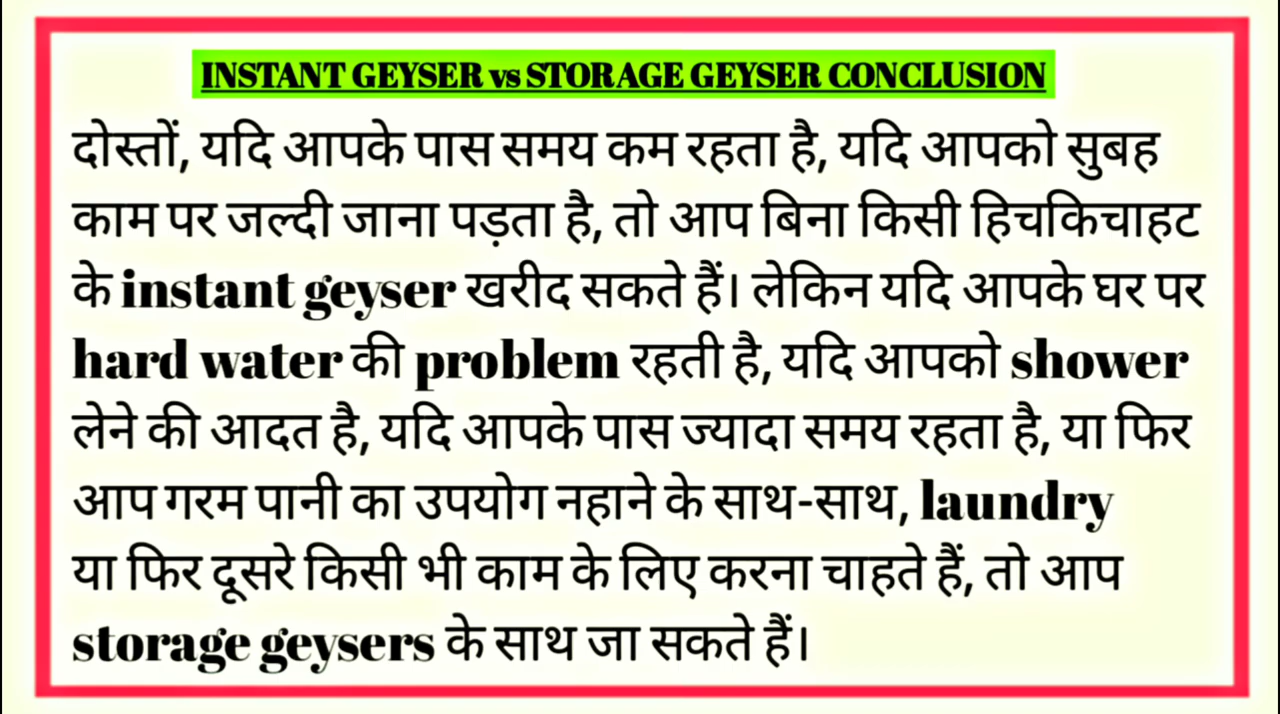 INSTANT GEYSER vs STORAGE GEYSER CONCLUSION
दोस्तों, यदि आपके पास समय कम रहता है, यदि आपको सुबह
काम पर जल्दी जाना पड़ता है, तो आप बिना किसी हिचकिचाहट
के instant geyser खरीद सकते हैं। लेकिन यदि आपके घर पर
hard water की problem रहती है, यदि आपको shower
लेने की आदत है, यदि आपके पास ज्यादा समय रहता है, या फिर
आप गरम पानी का उपयोग नहाने के साथ-साथ, laundry
या फिर दूसरे किसी भी काम के लिए करना चाहते हैं, तो आप
storage geysers के साथ जा सकते हैं।